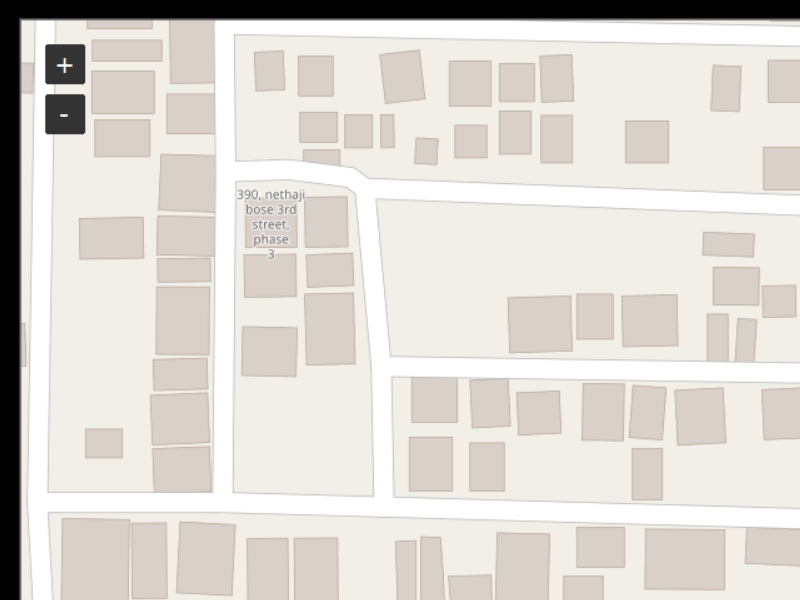 +
-
390, nethaji
bose 3rd
street,
phase
3